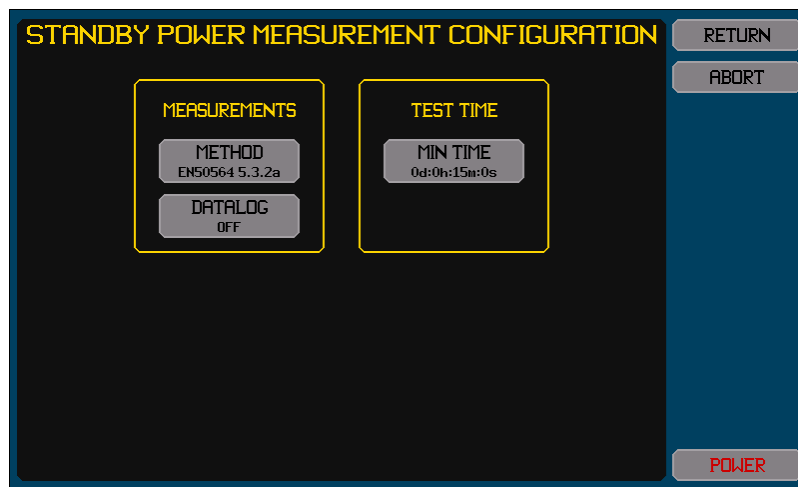 STANDBY POWER MEASUREMENT CONFIGURATION
RETURN
ABORT
MEASUREMENTS
METHOD
EN50564 5.3.2a
DATALOG
OFF
TEST TIME
MIN TIME
0d:0h:15m:0s
POWER